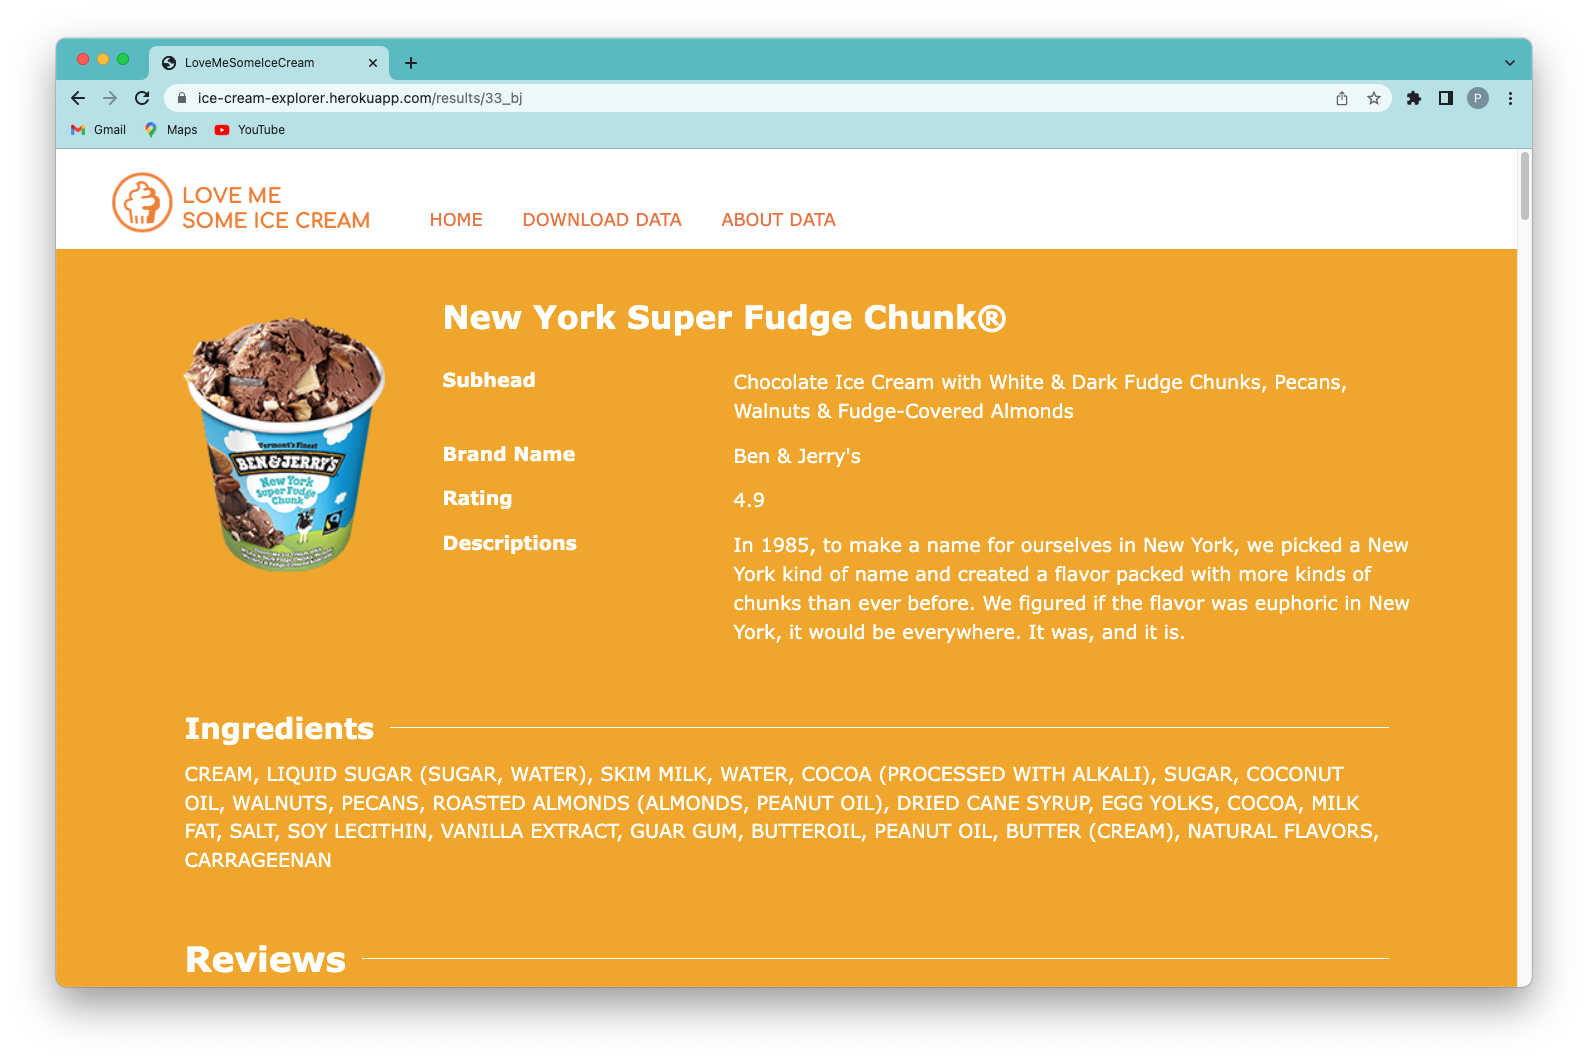 LoveMeSomeIceCream
ice-cream-explorer.herokuapp.com/results/33_bj
P
Gmail
Maps
YouTube
LOVE ME
SOME ICE CREAM
HOME
DOWNLOAD DATA
ABOUT DATA
New York Super Fudge Chunk®
Subhead
Chocolate Ice Cream with White & Dark Fudge Chunks, Pecans,
Walnuts & Fudge-Covered Almonds
Brand Name
Ben & Jerry's
Rating
4.9
Descriptions
In 1985, to make a name for ourselves in New York, we picked a New
York kind of name and created a flavor packed with more kinds of
chunks than ever before. We figured if the flavor was euphoric in New
York, it would be everywhere. It was, and it is.
Vermont's Finest
BEN & JERRY'S
New York
Super Fudge
Chunk
Ingredients
CREAM, LIQUID SUGAR (SUGAR, WATER), SKIM MILK, WATER, COCOA (PROCESSED WITH ALKALI), SUGAR, COCONUT
OIL, WALNUTS, PECANS, ROASTED ALMONDS (ALMONDS, PEANUT OIL), DRIED CANE SYRUP, EGG YOLKS, COCOA, MILK
FAT, SALT, SOY LECITHIN, VANILLA EXTRACT, GUAR GUM, BUTTEROIL, PEANUT OIL, BUTTER (CREAM), NATURAL FLAVORS,
CARRAGEENAN
Reviews